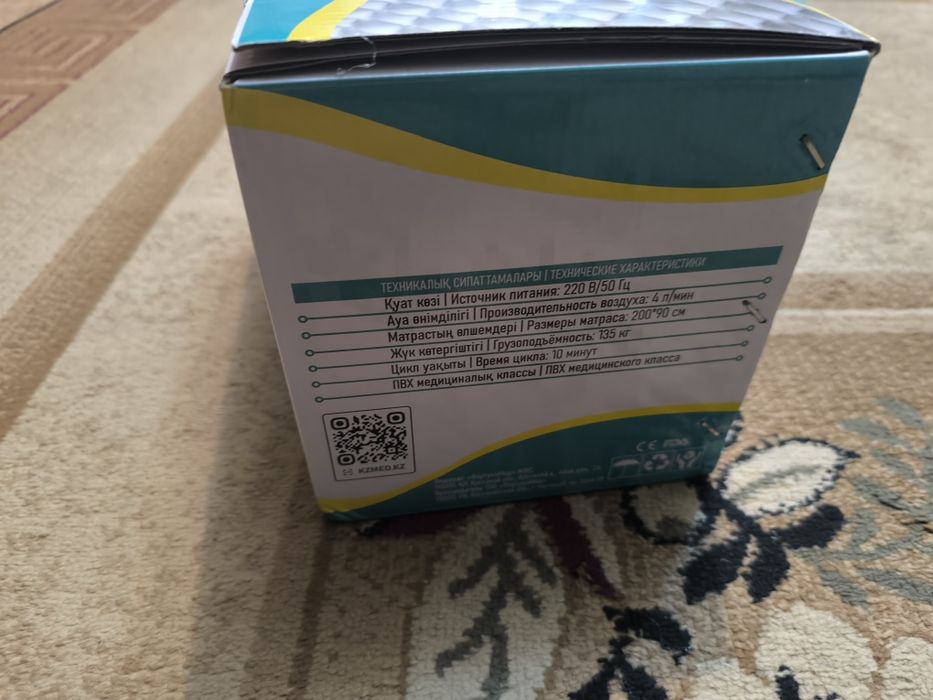 ТЕХНИКАЛЫҚ СИПАТТАМАЛАРЫ | ТЕХНИЧЕСКИЕ ХАРАКТЕРИСТИКИ
Қуат көзі | Источник питания: 220 В/50 Гц
Ауа өнімділігі | Производительность воздуха: 4 л/мин
Матрастың өлшемдері | Размеры матраса: 200*90 см
Жүк көтергіштігі | Грузоподъёмность: 135 кг
Цикл уақыты | Время цикла: 10 минут
ПВХ медициналық классы | ПВХ медицинского класса
KZMED.KZ
CE FDA